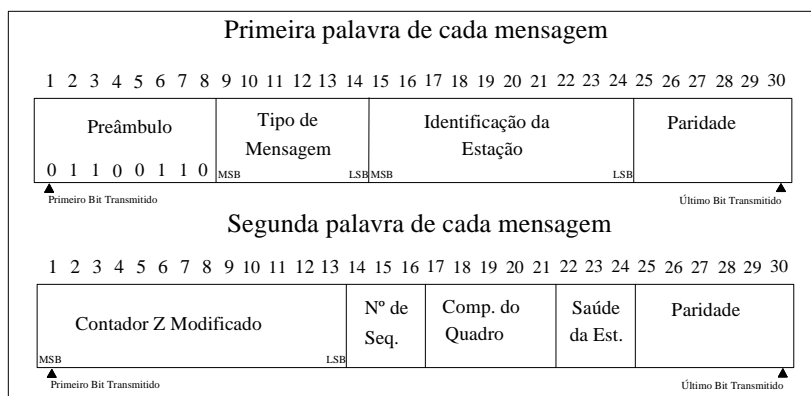 Primeira palavra de cada mensagem
1 2 3 4 5 6 7 8 9 10 11 12 13 14 15 16 17 18 19 20 21 22 23 24 25 26 27 28 29 30
Preâmbulo
Tipo de
Mensagem
Identificação da
Estação
Paridade
0 1 1 0 0 1 1 0
MSB
LSB
MSB
LSB
Primeiro Bit Transmitido
Último Bit Transmitido
Segunda palavra de cada mensagem
1 2 3 4 5 6 7 8 9 10 11 12 13 14 15 16 17 18 19 20 21 22 23 24 25 26 27 28 29 30
Contador Z Modificado
Nº de
Seq.
Comp. do
Quadro
Saúde
da Est.
Paridade
MSB
LSB
Primeiro Bit Transmitido
Último Bit Transmitido